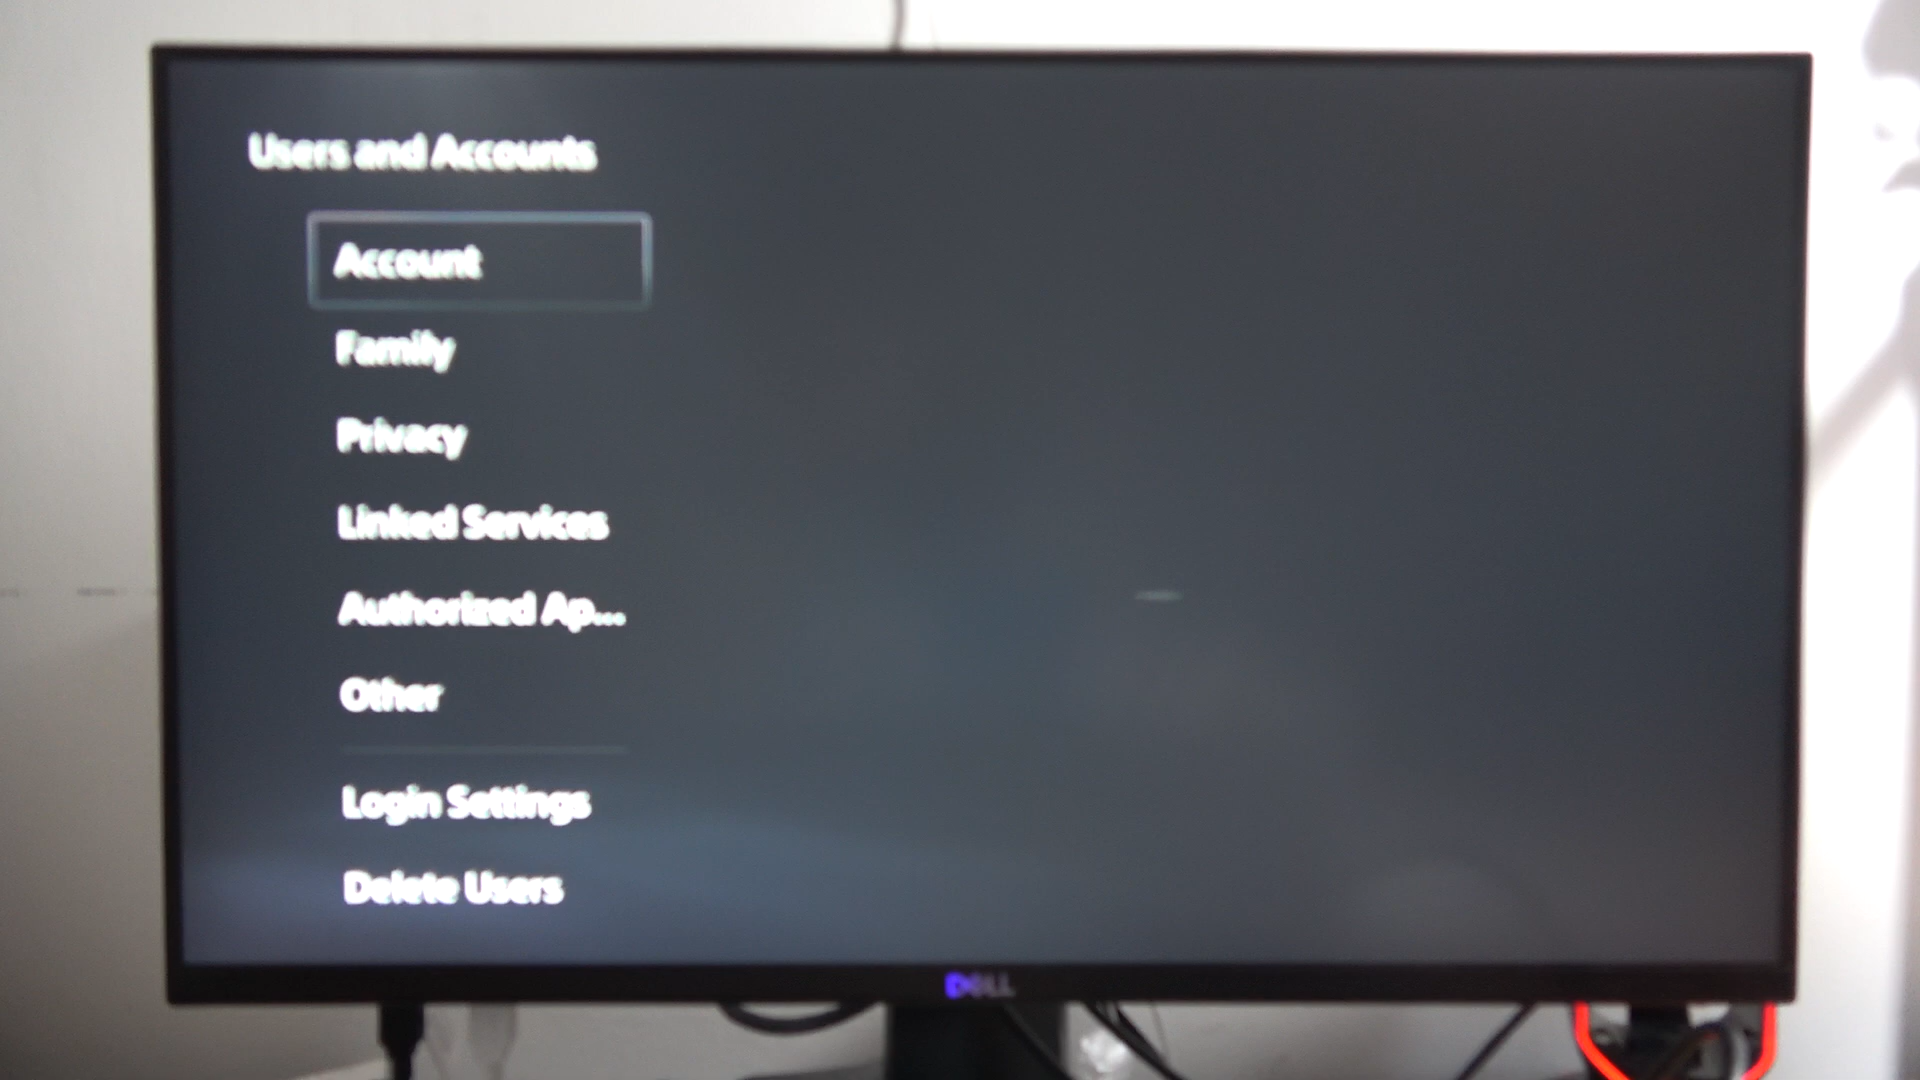 Users and Accounts
Account
Family
Privacy
Linked Services
Authorized Ap...
Other
Login Settings
Delete Users
DELL